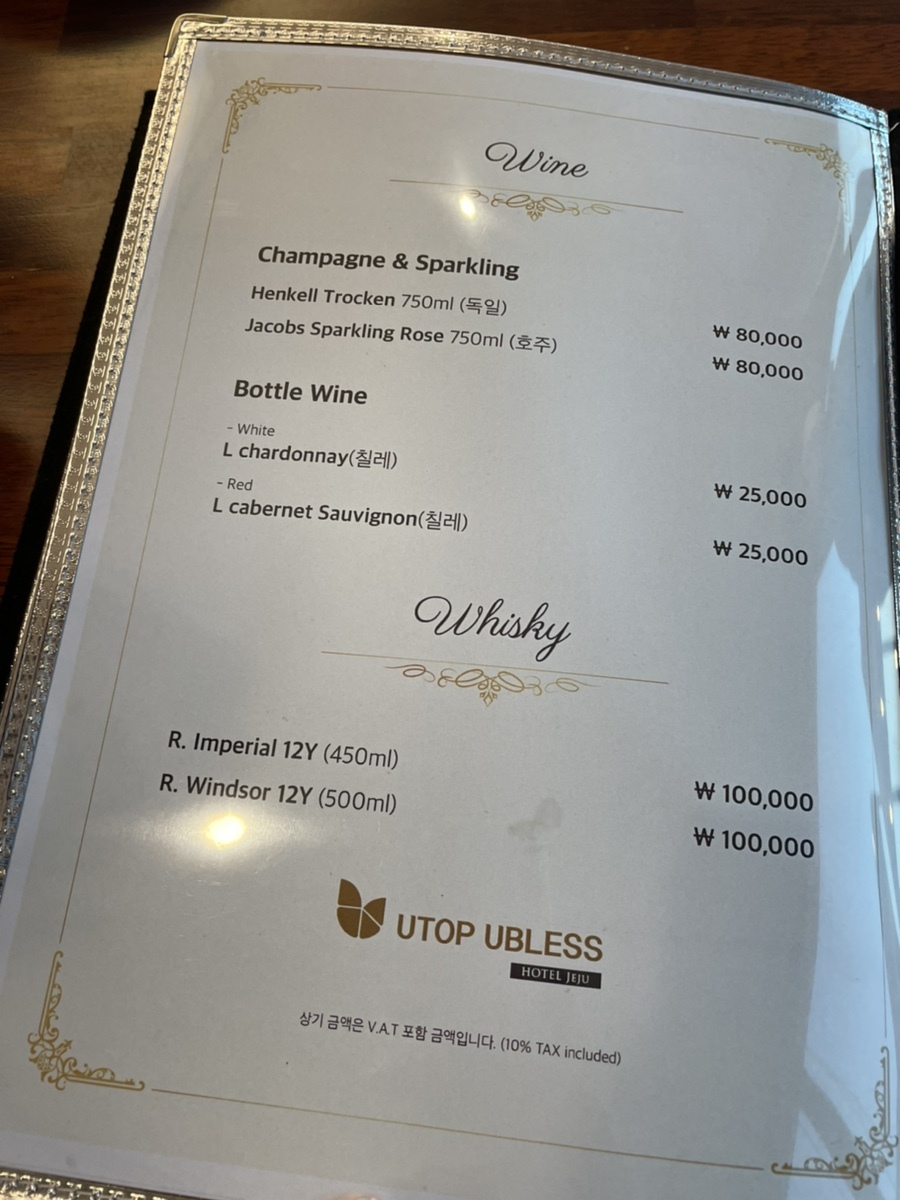 Wine
Champagne & Sparkling
Henkell Trocken 750ml (독일) ₩ 80,000
Jacobs Sparkling Rose 750ml (호주) ₩ 80,000
Bottle Wine
- White
L chardonnay(칠레) ₩ 25,000
- Red
L cabernet Sauvignon(칠레) ₩ 25,000
Whisky
R. Imperial 12Y (450ml) ₩ 100,000
R. Windsor 12Y (500ml) ₩ 100,000
UTOP UBLESS
HOTEL JEJU
상기 금액은 V.A.T 포함 금액입니다. (10% TAX included)